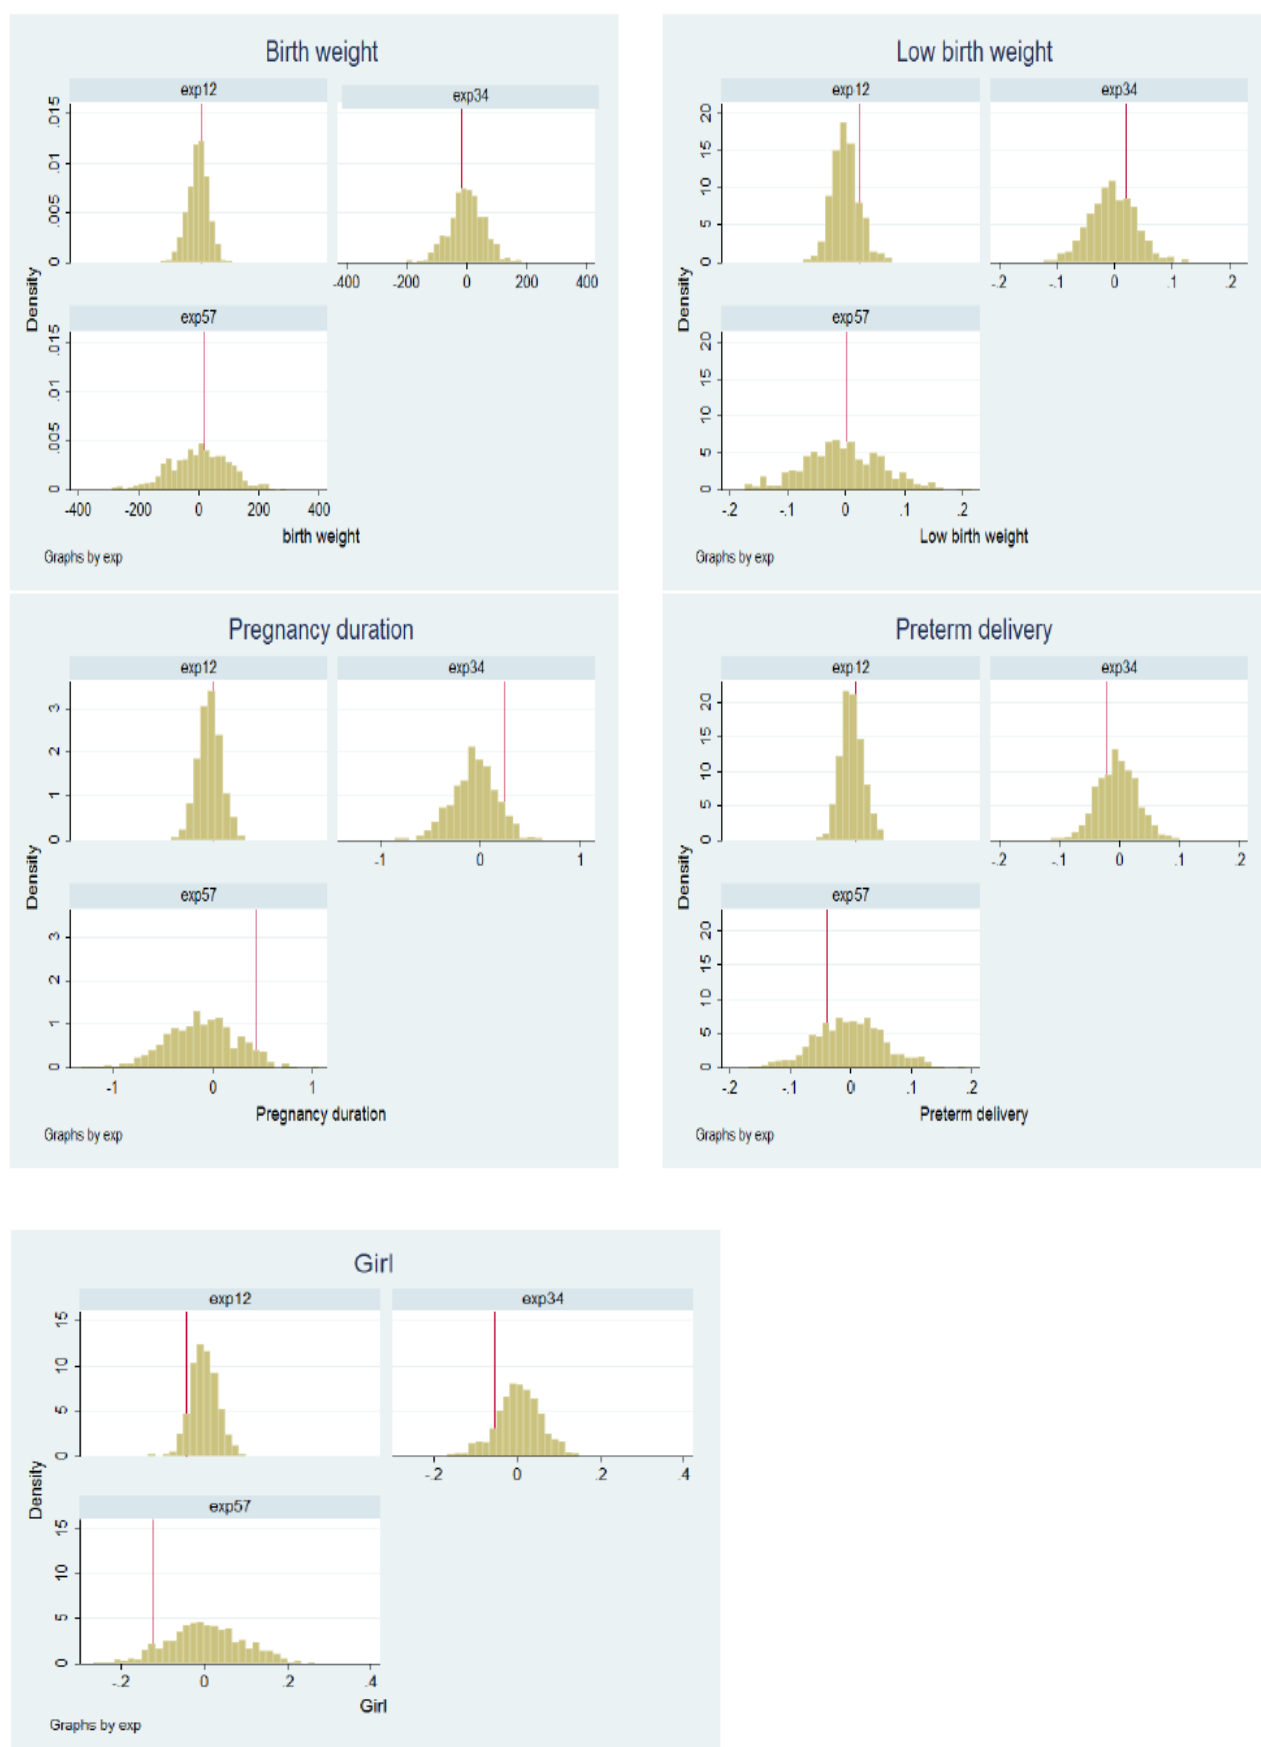 Birth weight
exp12
exp34
Density
0 .005 .01 .015
-400 -200 0 200 400
exp57
0 .005 .01 .015
-400 -200 0 200 400
birth weight
Graphs by exp
Low birth weight
exp12
exp34
Density
0 5 10 15 20
-.2 -.1 0 .1 .2
exp57
0 5 10 15 20
-.2 -.1 0 .1 .2
Low birth weight
Graphs by exp
Pregnancy duration
exp12
exp34
Density
0 1 2 3
-1 0 1
exp57
0 1 2 3
-1 0 1
Pregnancy duration
Graphs by exp
Preterm delivery
exp12
exp34
Density
0 5 10 15 20
-.2 -.1 0 .1 .2
exp57
0 5 10 15 20
-.2 -.1 0 .1 .2
Preterm delivery
Graphs by exp
Girl
exp12
exp34
Density
0 5 10 15
-.2 0 .2 .4
exp57
0 5 10 15
-.2 0 .2 .4
Girl
Graphs by exp